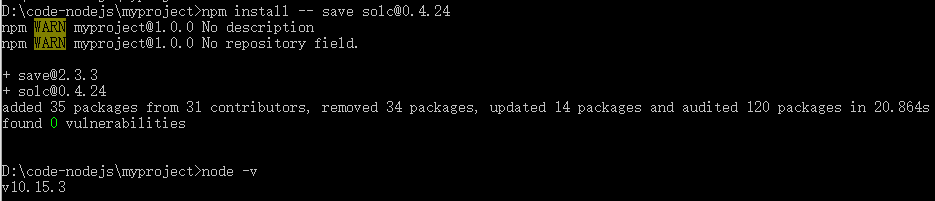 D:\code-nodejs\myproject>npm install -- save solc@0.4.24
npm WARN myproject@1.0.0 No description
npm WARN myproject@1.0.0 No repository field.
+ save@2.3.3
+ solc@0.4.24
added 35 packages from 31 contributors, removed 34 packages, updated 14 packages and audited 120 packages in 20.864s
found 0 vulnerabilities
D:\code-nodejs\myproject>node -v
v10.15.3